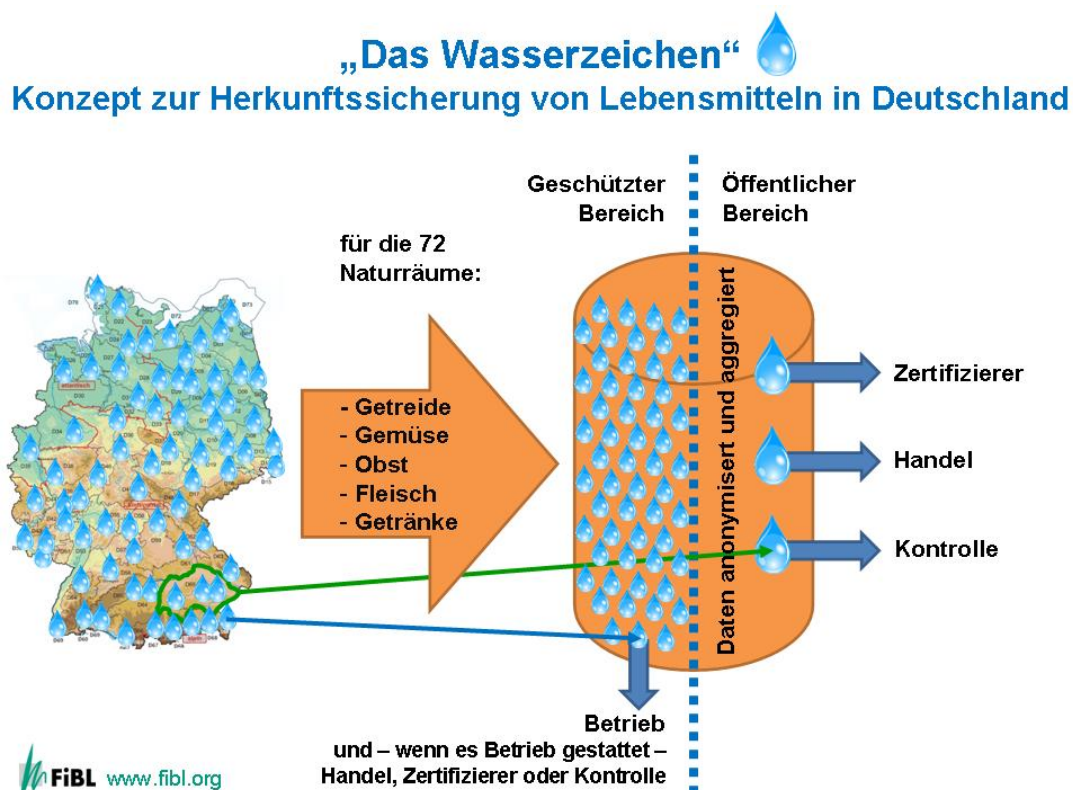 „Das Wasserzeichen“
Konzept zur Herkunftssicherung von Lebensmitteln in Deutschland
Geschützter
Bereich
Öffentlicher
Bereich
für die 72
Naturräume:
- Getreide
- Gemüse
- Obst
- Fleisch
- Getränke
Daten anonymisert und aggregiert
Zertifizierer
Handel
Kontrolle
Betrieb
und – wenn es Betrieb gestattet –
Handel, Zertifizierer oder Kontrolle
FiBL www.fibl.org